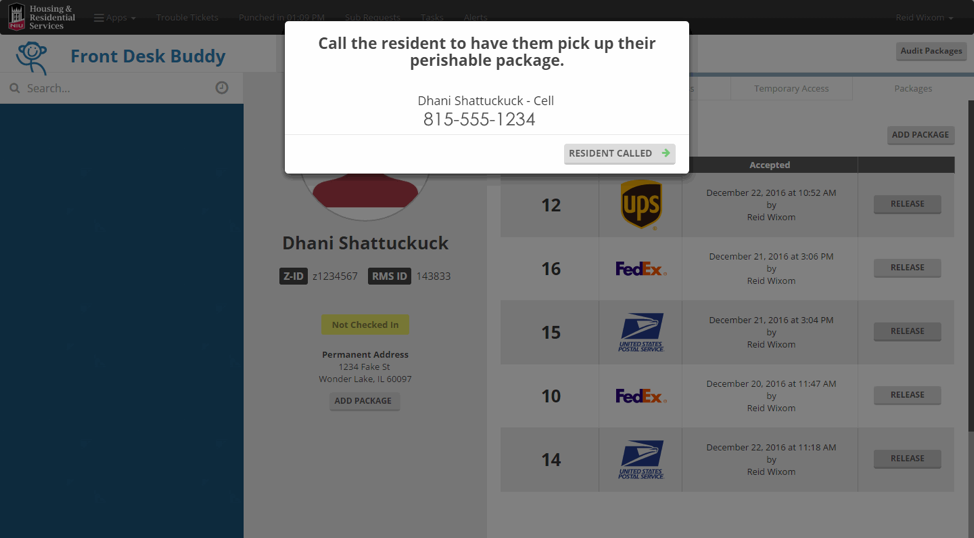 Housing &
Residential
Services
NIU
Apps
Trouble Tickets
Punched in 01:09 PM
Sub Requests
Tasks
Alerts
Reid Wixom
Front Desk Buddy
Audit Packages
Search...
Call the resident to have them pick up their
perishable package.
Dhani Shattuckuck - Cell
815-555-1234
RESIDENT CALLED
Temporary Access
Packages
ADD PACKAGE
Accepted
Dhani Shattuckuck
Z-ID z1234567 RMS ID 143833
Not Checked In
Permanent Address
1234 Fake St
Wonder Lake, IL 60097
ADD PACKAGE
12
ups
December 22, 2016 at 10:52 AM
by
Reid Wixom
RELEASE
16
FedEx
December 21, 2016 at 3:06 PM
by
Reid Wixom
RELEASE
15
UNITED STATES
POSTAL SERVICE
December 21, 2016 at 3:04 PM
by
Reid Wixom
RELEASE
10
FedEx
December 20, 2016 at 11:47 AM
by
Reid Wixom
RELEASE
14
UNITED STATES
POSTAL SERVICE
December 22, 2016 at 11:18 AM
by
Reid Wixom
RELEASE